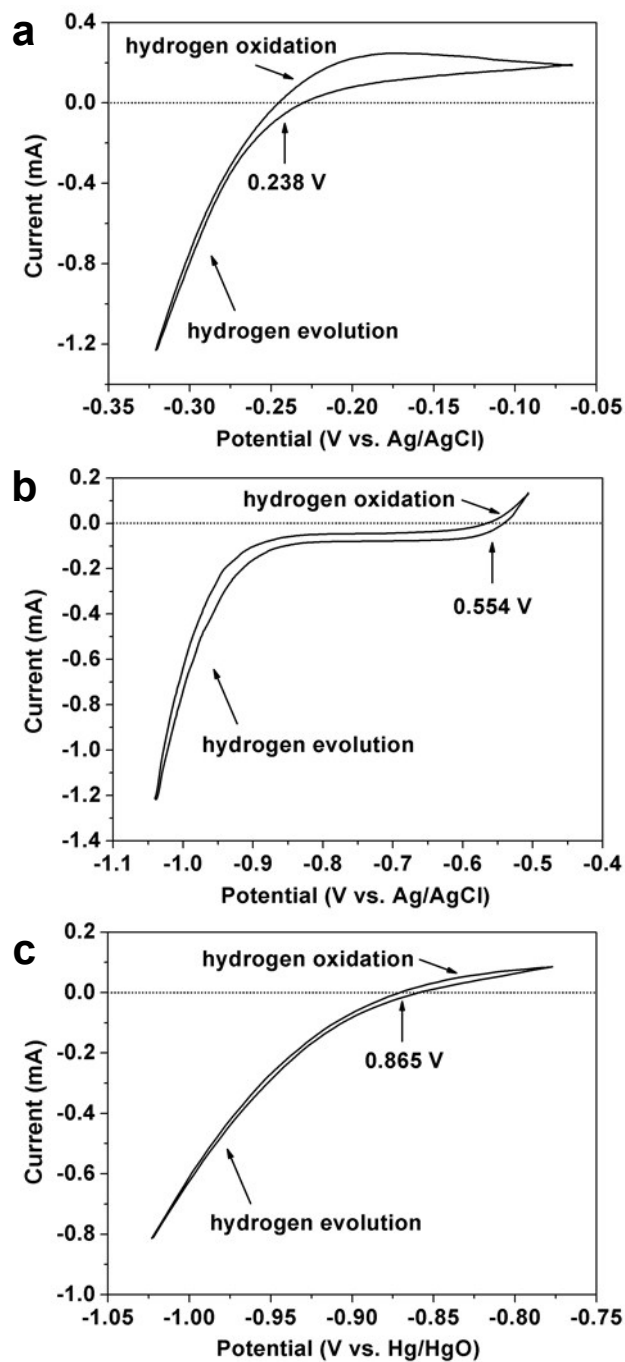 a
0.4
0.0
-0.4
-0.8
-1.2
Current (mA)
hydrogen oxidation
0.238 V
hydrogen evolution
-0.35 -0.30 -0.25 -0.20 -0.15 -0.10 -0.05
Potential (V vs. Ag/AgCl)
b
0.2
0.0
-0.2
-0.4
-0.6
-0.8
-1.0
-1.2
-1.4
Current (mA)
hydrogen oxidation
0.554 V
hydrogen evolution
-1.1 -1.0 -0.9 -0.8 -0.7 -0.6 -0.5 -0.4
Potential (V vs. Ag/AgCl)
c
0.2
0.0
-0.2
-0.4
-0.6
-0.8
-1.0
Current (mA)
hydrogen oxidation
0.865 V
hydrogen evolution
-1.05 -1.00 -0.95 -0.90 -0.85 -0.80 -0.75
Potential (V vs. Hg/HgO)